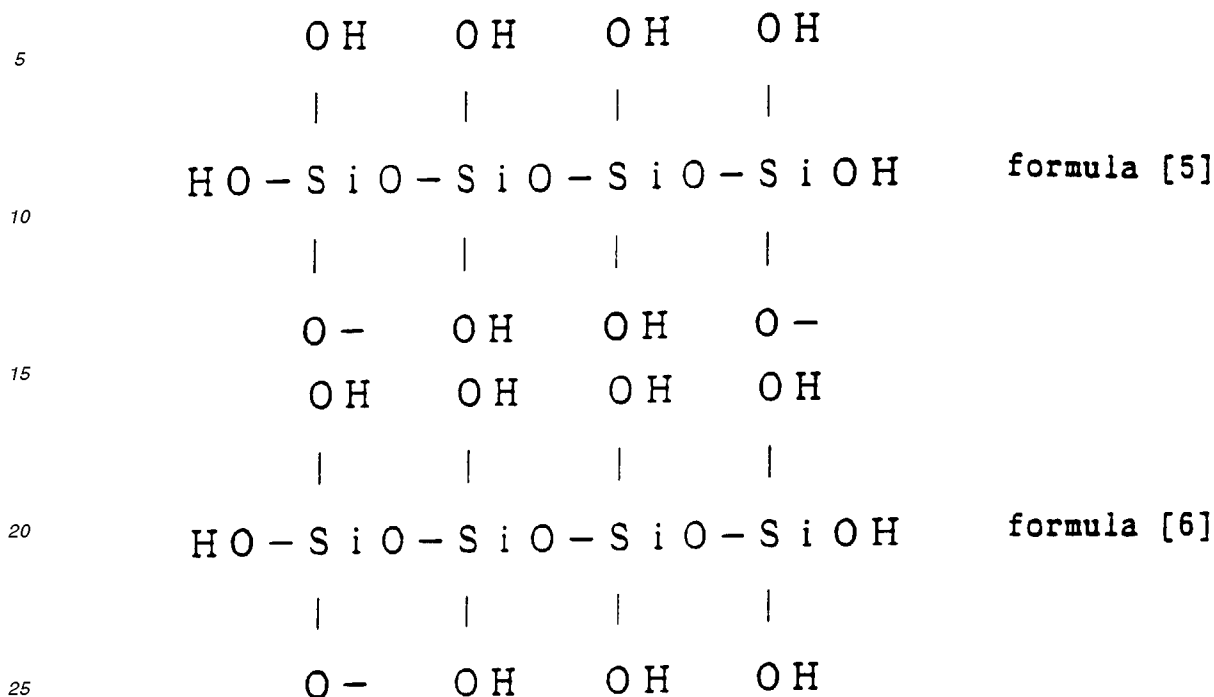 OH OH OH OH
5
| | | |
HO-SiO-SiO-SiO-SiOH formula [5]
10
| | | |
O- OH OH O-
15
OH OH OH OH
| | | |
20
HO-SiO-SiO-SiO-SiOH formula [6]
| | | |
25
O- OH OH OH